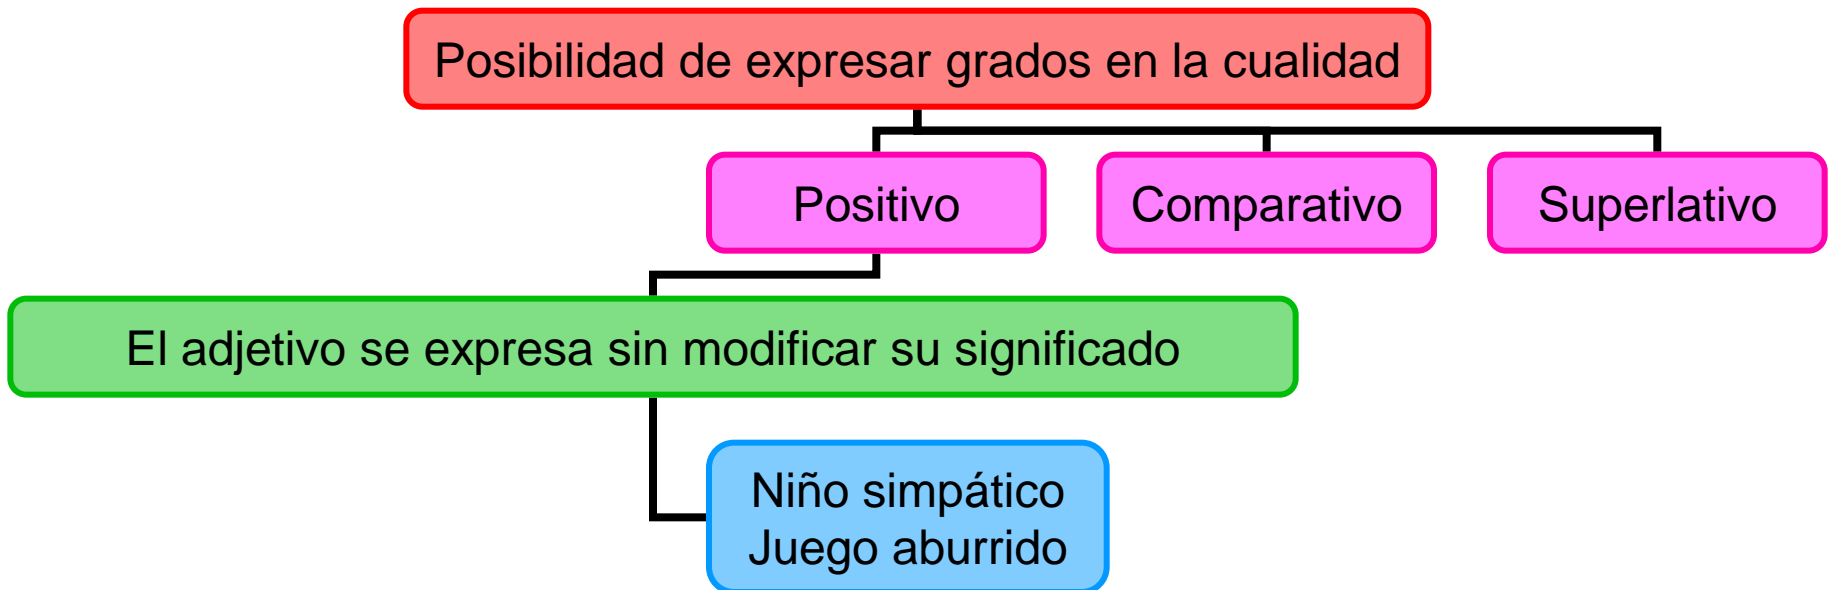 Posibilidad de expresar grados en la cualidad
Positivo
Comparativo
Superlativo
El adjetivo se expresa sin modificar su significado
Niño simpático
Juego aburrido